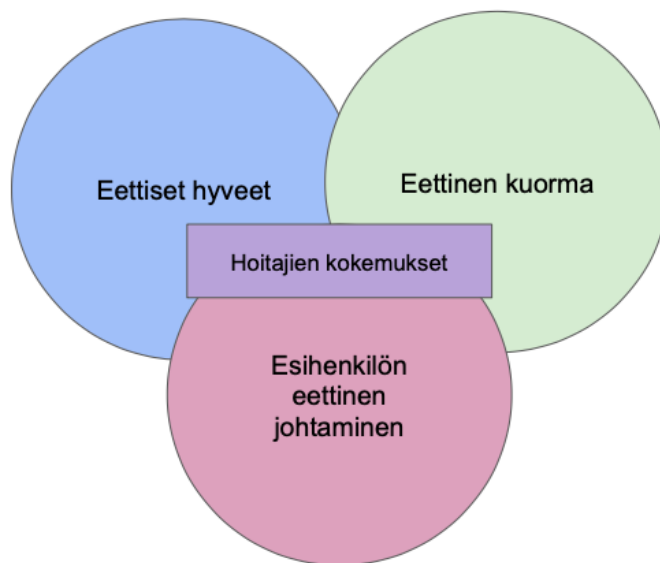 Eettiset hyveet
Eettinen kuorma
Hoitajien kokemukset
Esihenkilön
eettinen
johtaminen